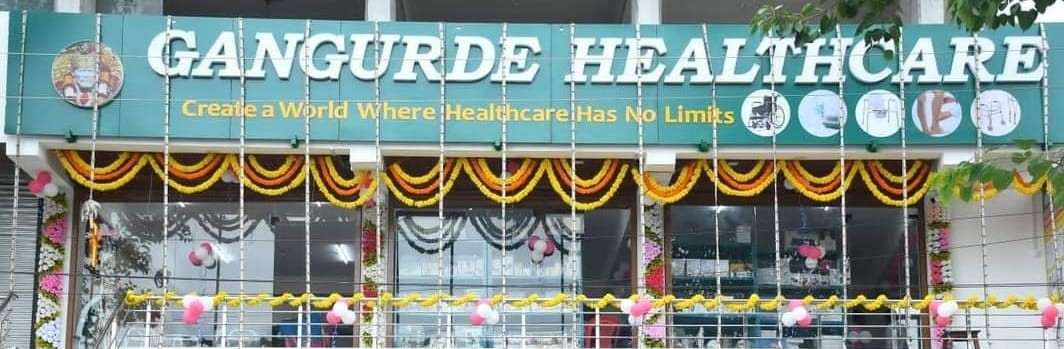 GANGURDE HEALTHCARE
Create a World Where Healthcare Has No Limits